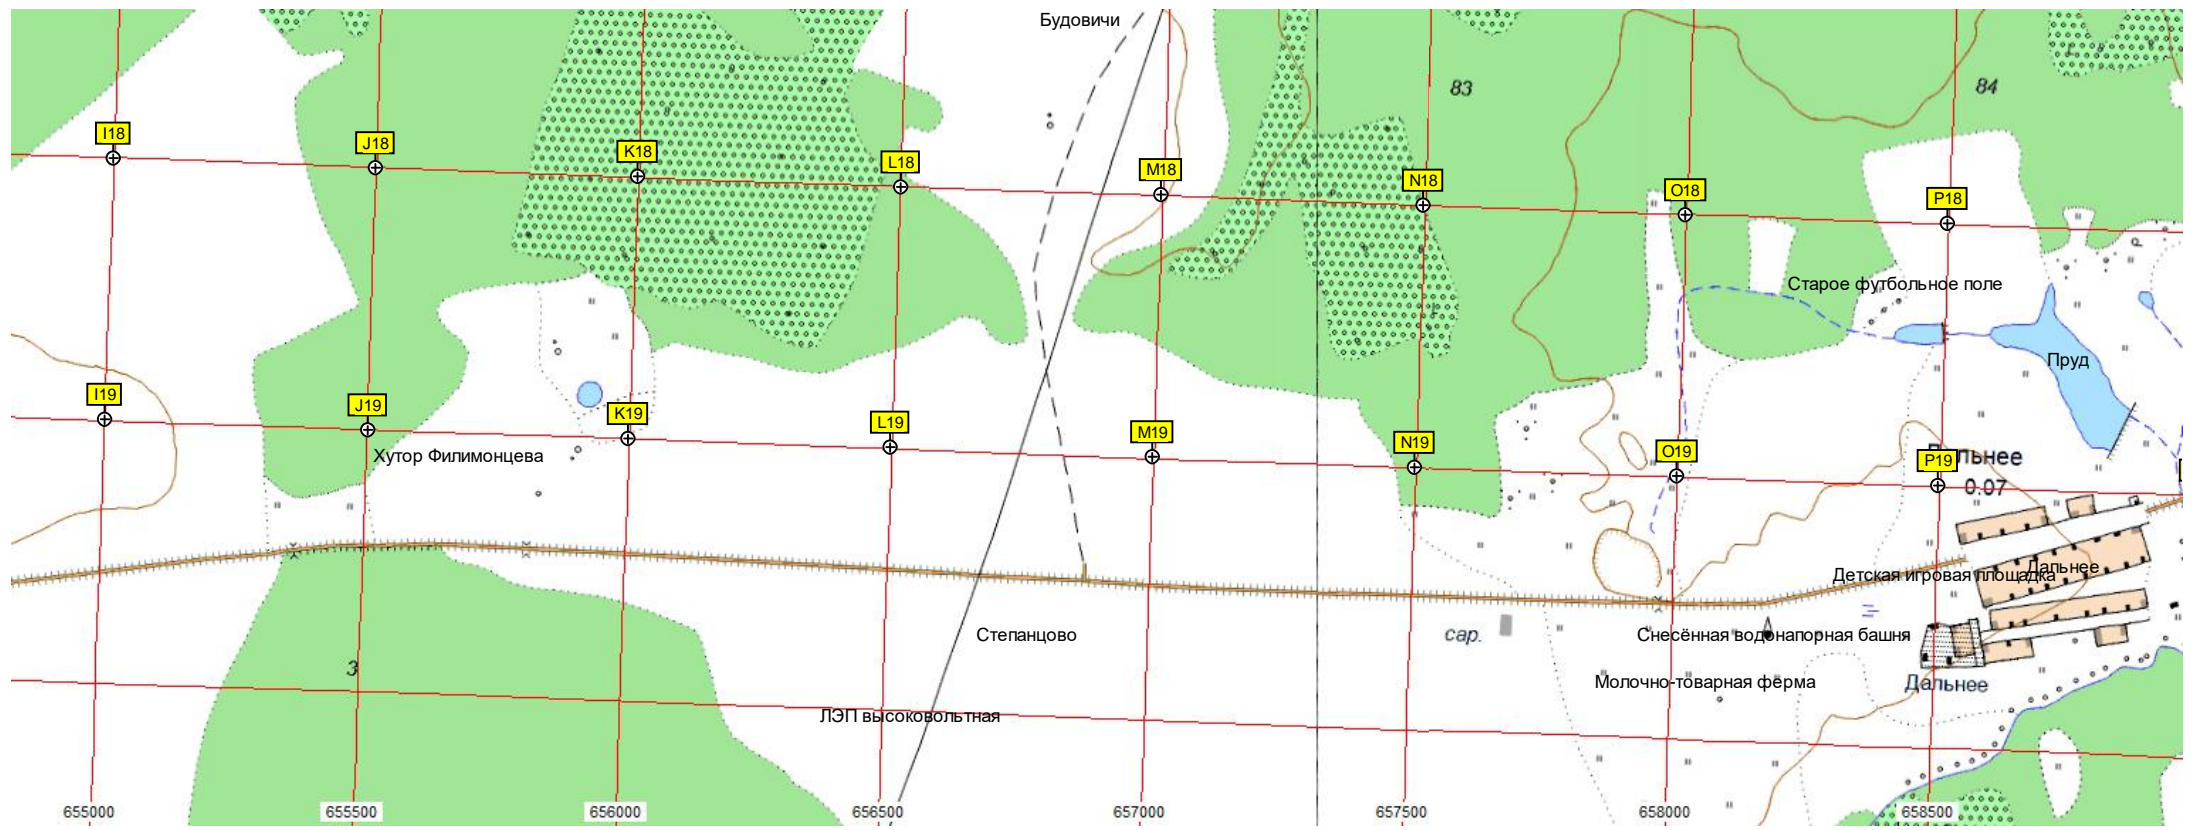 Будовичи
83
84
I18
J18
K18
L18
M18
N18
O18
P18
Старое футбольное поле
Пруд
I19
J19
K19
L19
M19
N19
O19
P19
льнее
0.07
Хутор Филимонцева
Дальнее
Детская игровая площадка
Степанцово
сар.
Снесённая водонапорная башня
3
Молочно-товарная ферма
Дальнее
ЛЭП высоковольтная
655000
655500
656000
656500
657000
657500
658000
658500